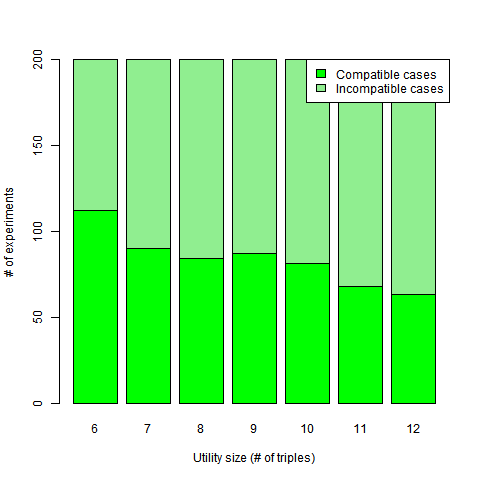 200
150
100
50
0
# of experiments
Compatible cases
Incompatible cases
6 7 8 9 10 11 12
Utility size (# of triples)